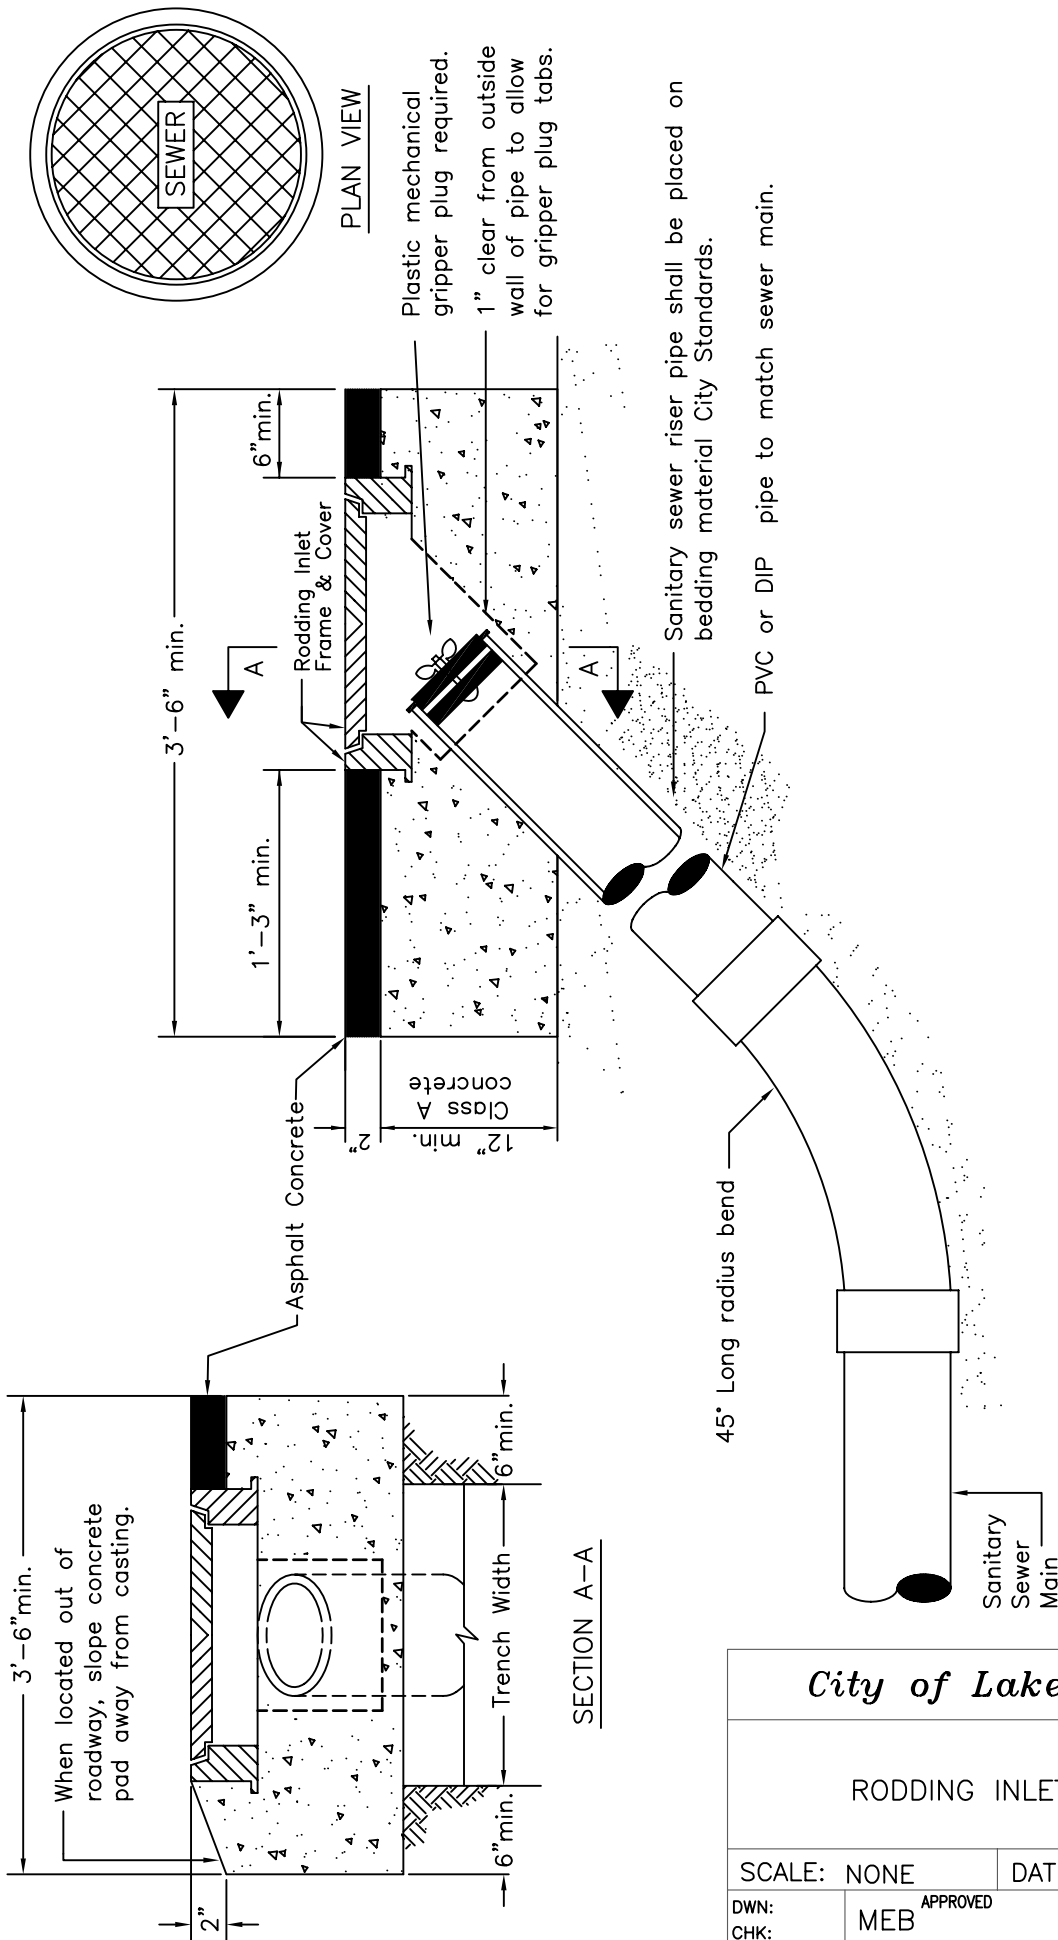 SEWER
PLAN VIEW
Plastic mechanical
gripper plug required.
1" clear from outside
wall of pipe to allow
for gripper plug tabs.
Sanitary sewer riser pipe shall be placed on
bedding material City Standards.
PVC or DIP pipe to match sewer main.
3'-6" min.
6"min.
1'-3" min.
Rodding Inlet
Frame & Cover
A
A
2"
12" min.
Class A
concrete
Asphalt Concrete
45° Long radius bend
Sanitary
Sewer
Main
3'-6"min.
When located out of
roadway, slope concrete
pad away from casting.
2"
6"min.
Trench Width
6"min.
SECTION A-A
City of Lake
RODDING INLET
SCALE: NONE
DAT
DWN:
CHK:
MEB
APPROVED